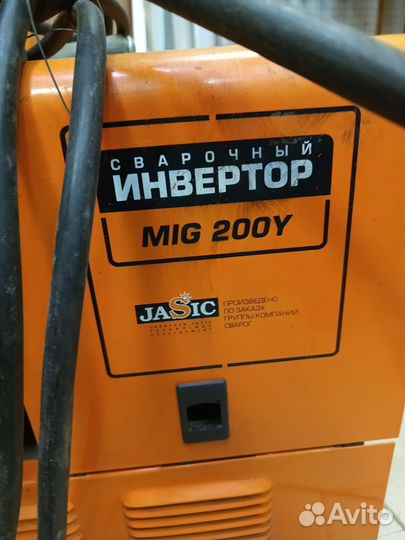 СВАРОЧНЫЙ
ИНВЕРТОР
MIG 200Y
JASIC
ПРОИЗВЕДЕНО
ПО ЗАКАЗУ
ГРУППЫ КОМПАНИЙ
СВАРОГ
Avito